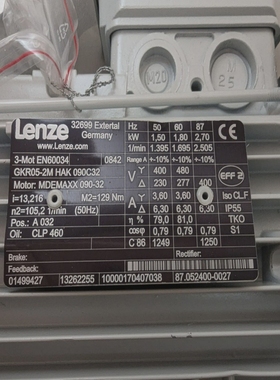 Lenze
32699 Extertal
Germany
www.Lenze.com
3-Mot EN60034 0842
GKR05-2M HAK 090C32
Motor: MDEMAXX 090-32
i=13,216 M2=129 Nm
n2=105,2 1/min (50Hz)
Pos.: A 032
Oil: CLP 460
Hz 50 60 87
kW 1,50 1,80 2,70
1/min 1.395 1.695 2.505
Range A +-10% +-10% +-10%
V 400 480
230 277 400
A 3,60 3,60
6,30 6,30 6,30
η% 79,0 81,0
cosφ 0,79 0,79 0,79
C 86 1249 1250
CE
EFF 2
Iso CLF
IP55
TKO
S1
Brake: Rectifier:
Feedback:
01499427 13262255 10000170407038 87.052400-0027
M20
M 25